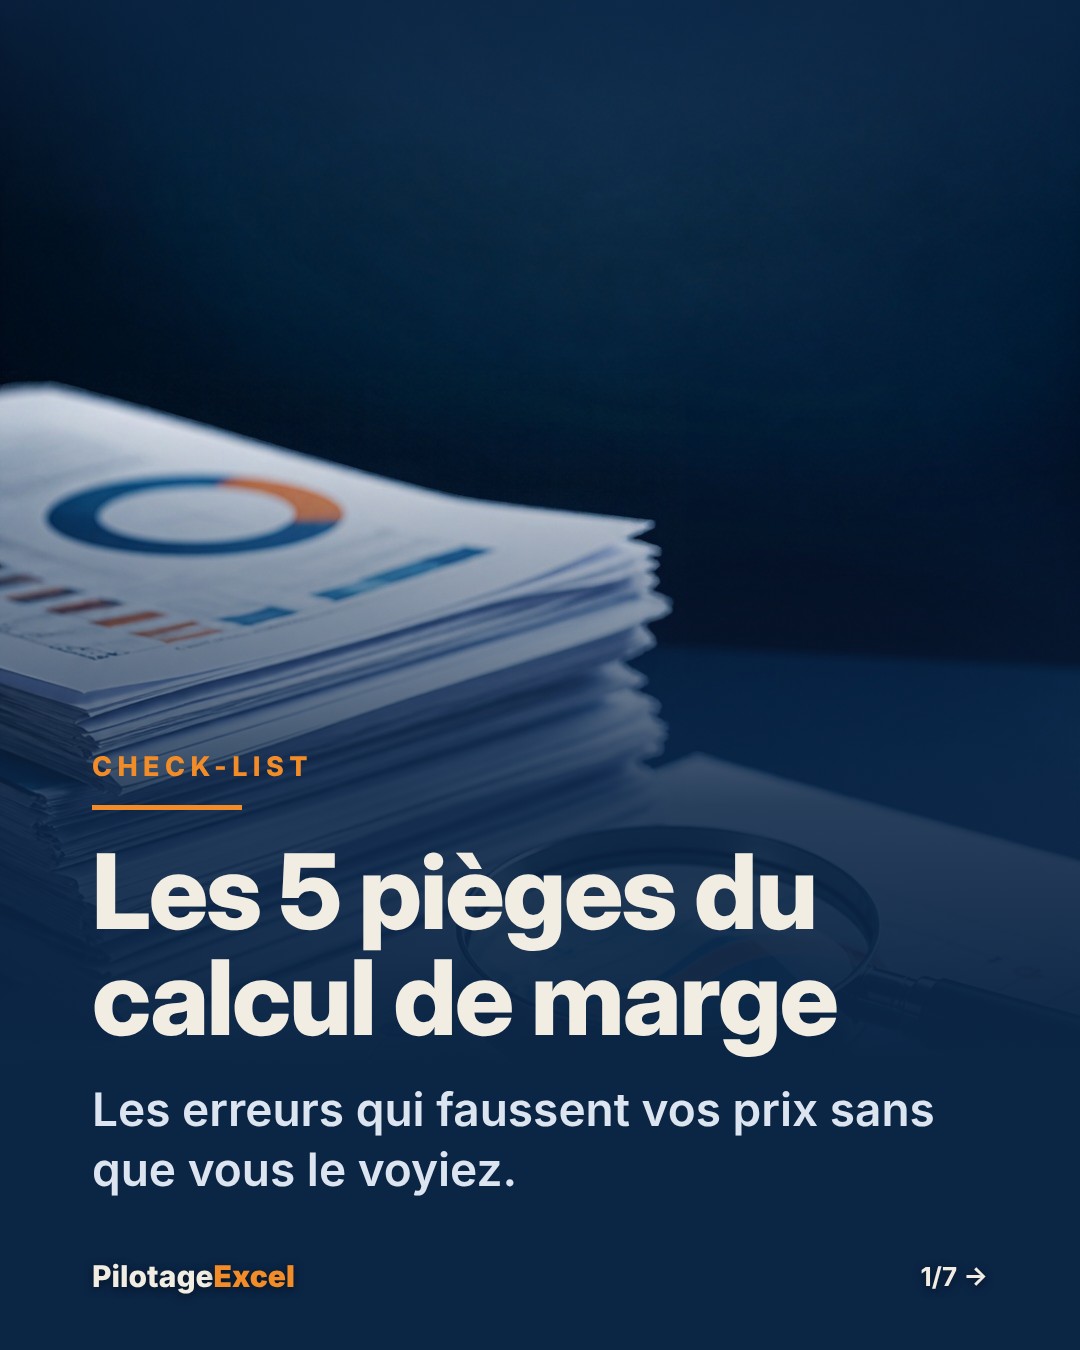 CHECK-LIST
Les 5 pièges du
calcul de marge
Les erreurs qui faussent vos prix sans
que vous le voyiez.
PilotageExcel
1/7 →